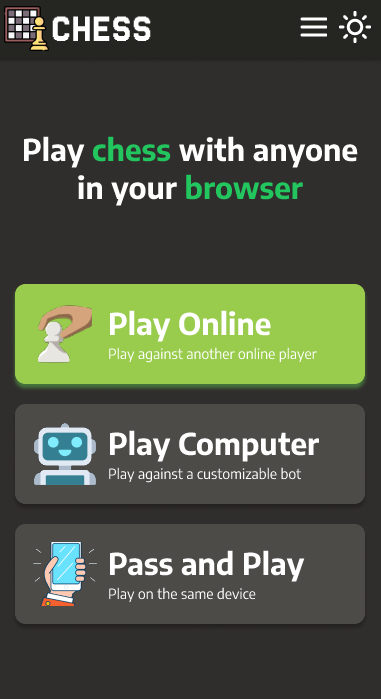 CHESS
Play chess with anyone
in your browser
Play Online
Play against another online player
Play Computer
Play against a customizable bot
Pass and Play
Play on the same device